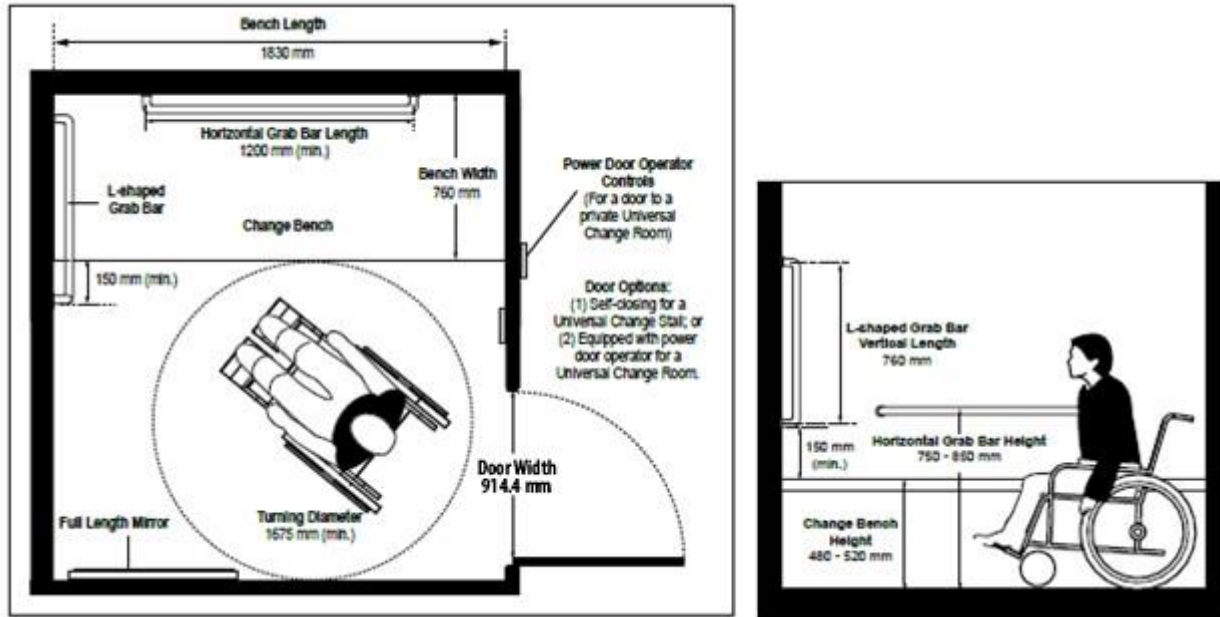 Bench Length
1830 mm
Horizontal Grab Bar Length
1200 mm (min.)
Bench Width
760 mm
L-shaped
Grab Bar
Change Bench
150 mm (min.)
Power Door Operator
Controls
(For a door to a
private Universal
Change Room)
Door Options:
(1) Self-closing for a
Universal Change Stall; or
(2) Equipped with power
door operator for a
Universal Change Room.
Door Width
914.4 mm
Turning Diameter
1675 mm (min.)
Full Length Mirror
L-shaped Grab Bar
Vertical Length
760 mm
Horizontal Grab Bar Height
750 - 850 mm
150 mm
(min.)
Change Bench
Height
480 - 520 mm